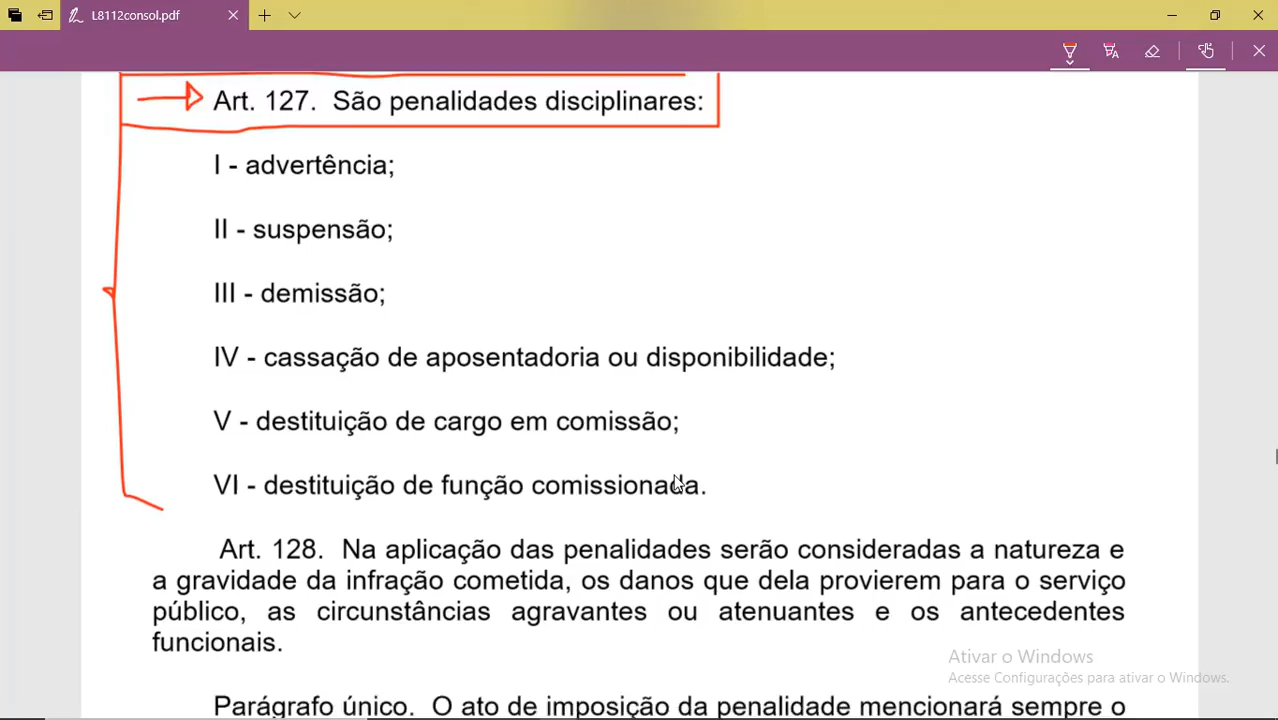 L8112consol.pdf
Art. 127. São penalidades disciplinares:
I - advertência;
II - suspensão;
III - demissão;
IV - cassação de aposentadoria ou disponibilidade;
V - destituição de cargo em comissão;
VI - destituição de função comissionada.
Art. 128. Na aplicação das penalidades serão consideradas a natureza e
a gravidade da infração cometida, os danos que dela provierem para o serviço
público, as circunstâncias agravantes ou atenuantes e os antecedentes
funcionais.
Ativar o Windows
Acesse Configurações para ativar o Windows.
Parágrafo único. O ato de imposição da penalidade mencionará sempre o